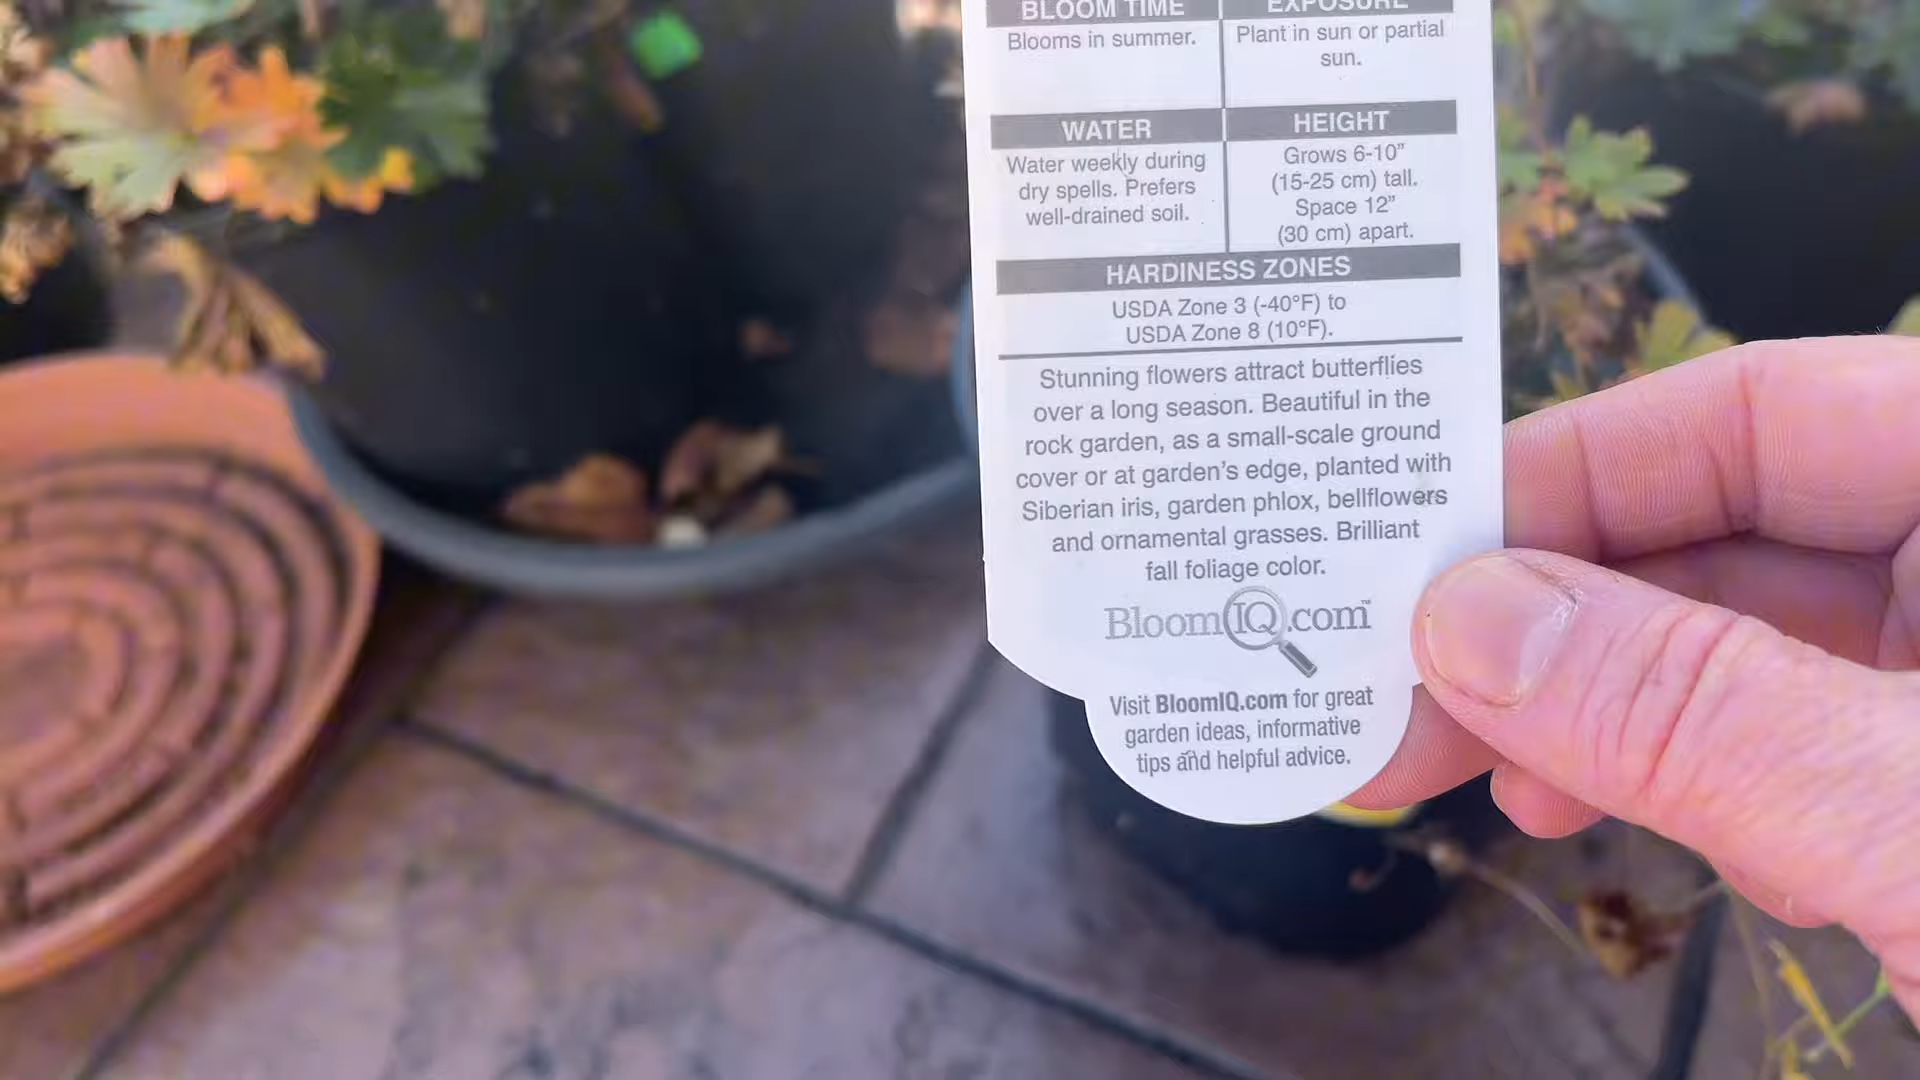 BLOOM TIME
EXPOSURE
Blooms in summer.
Plant in sun or partial
sun.
WATER
HEIGHT
Water weekly during
dry spells. Prefers
well-drained soil.
Grows 6-10”
(15-25 cm) tall.
Space 12”
(30 cm) apart.
HARDINESS ZONES
USDA Zone 3 (-40°F) to
USDA Zone 8 (10°F).
Stunning flowers attract butterflies
over a long season. Beautiful in the
rock garden, as a small-scale ground
cover or at garden’s edge, planted with
Siberian iris, garden phlox, bellflowers
and ornamental grasses. Brilliant
fall foliage color.
BloomIQ.com™
Visit BloomIQ.com for great
garden ideas, informative
tips and helpful advice.